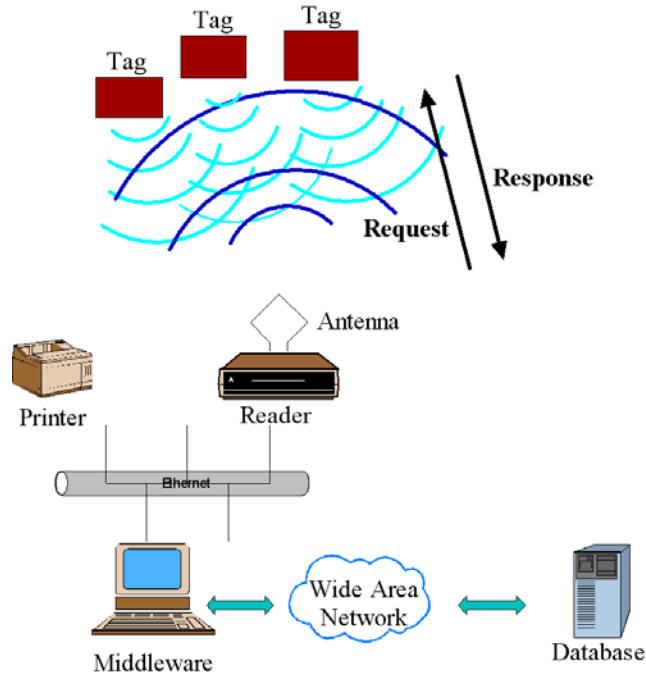 Tag
Tag
Tag
Response
Request
Antenna
Printer
Reader
Ethernet
Wide Area
Network
Middleware
Database